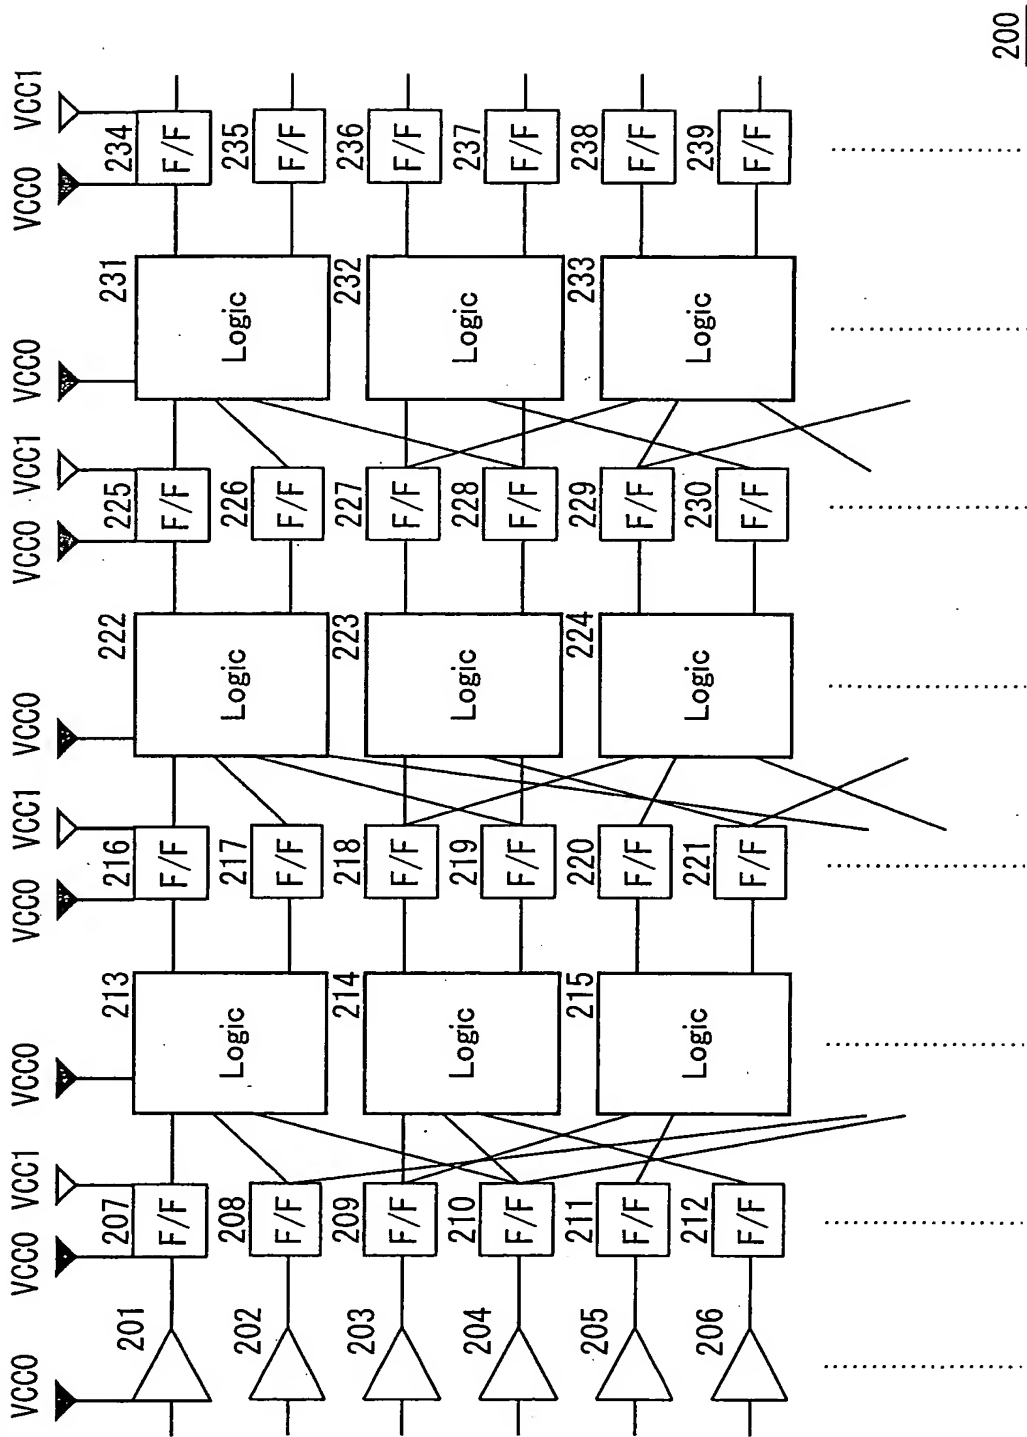 VCC0 VCC0 VCC1 VCC0 VCC0 VCC1 VCC0 VCC0 VCC1 VCC0 VCC0 VCC1
201 207 213 216 222 225 231 234
F/F F/F F/F F/F
Logic Logic Logic
202 208 217 226 235
F/F F/F F/F F/F
203 209 214 218 223 227 232 236
F/F F/F F/F F/F
Logic Logic Logic
204 210 219 228 237
F/F F/F F/F F/F
205 211 215 220 224 229 233 238
F/F F/F F/F F/F
Logic Logic Logic
206 212 221 230 239
F/F F/F F/F F/F
200